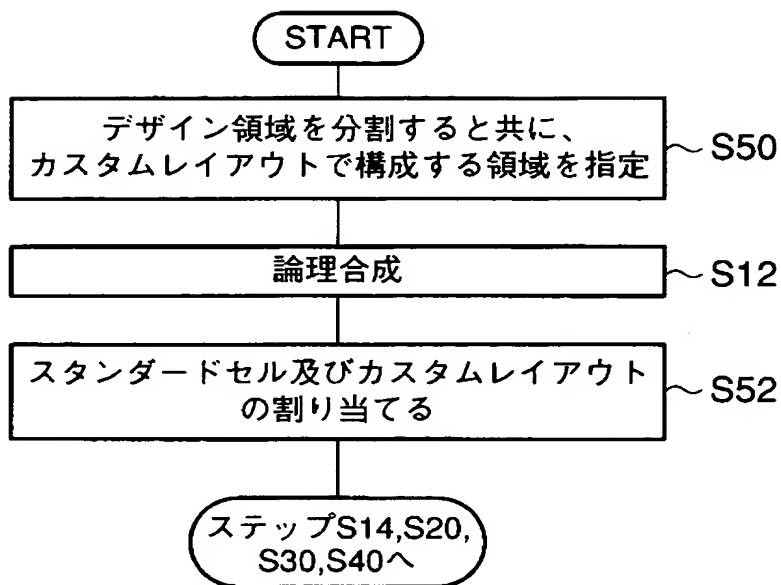 START
デザイン領域を分割すると共に、
カスタムレイアウトで構成する領域を指定
S50
論理合成
S12
スタンダードセル及びカスタムレイアウト
の割り当てる
S52
ステップS14,S20,
S30,S40へ